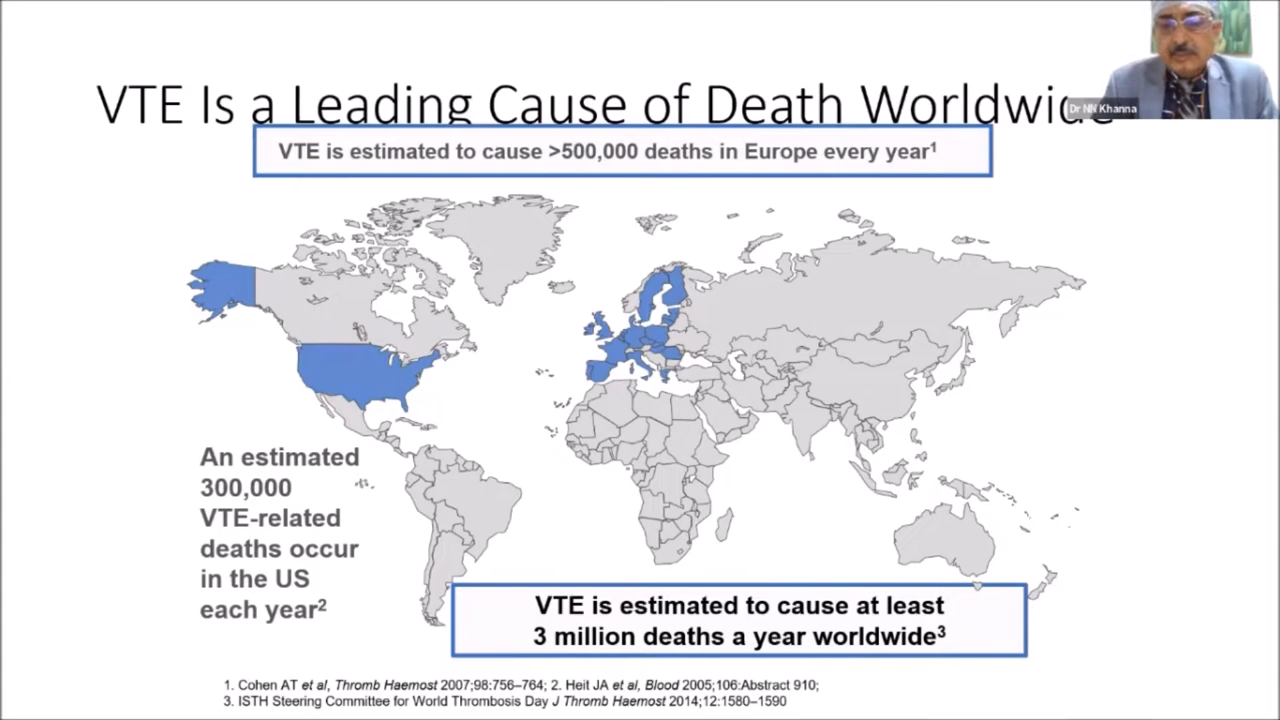 VTE Is a Leading Cause of Death Worldwide
Dr NN Khanna
VTE is estimated to cause >500,000 deaths in Europe every year¹
An estimated
300,000
VTE-related
deaths occur
in the US
each year²
VTE is estimated to cause at least
3 million deaths a year worldwide³
1. Cohen AT et al, Thromb Haemost 2007;98:756–764; 2. Heit JA et al, Blood 2005;106:Abstract 910;
3. ISTH Steering Committee for World Thrombosis Day J Thromb Haemost 2014;12:1580–1590